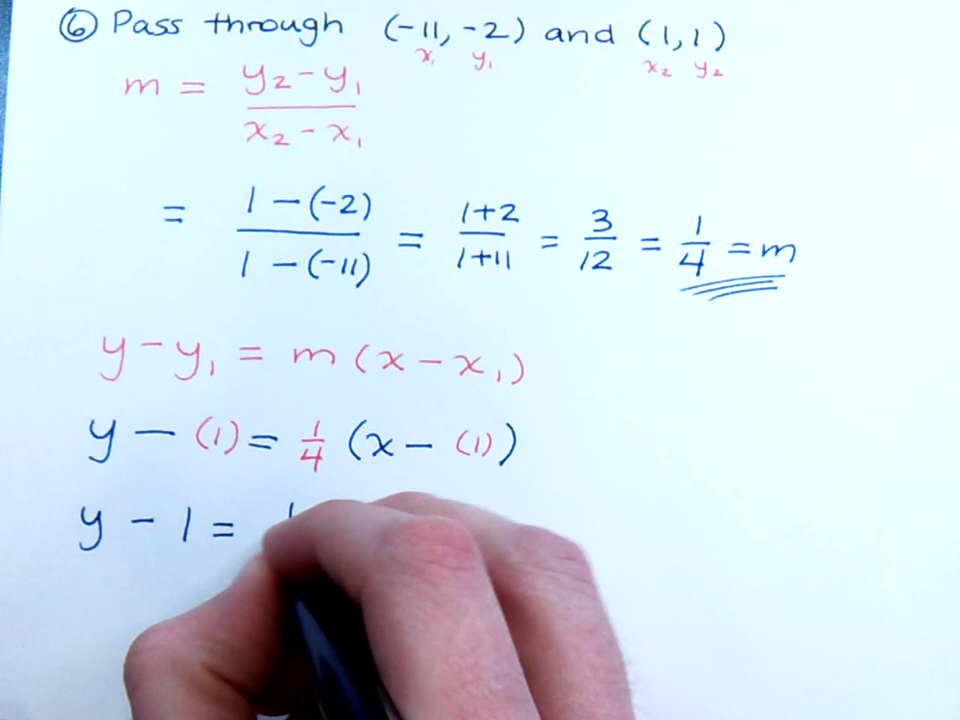 ⑥ Pass through (-11, -2) and (1, 1)
x₁ y₁ x₂ y₂
m = y₂ - y₁ / x₂ - x₁
= 1 - (-2) / 1 - (-11) = 1+2 / 1+11 = 3/12 = 1/4 = m
y - y₁ = m (x - x₁)
y - (1) = 1/4 (x - (1))
y - 1 =